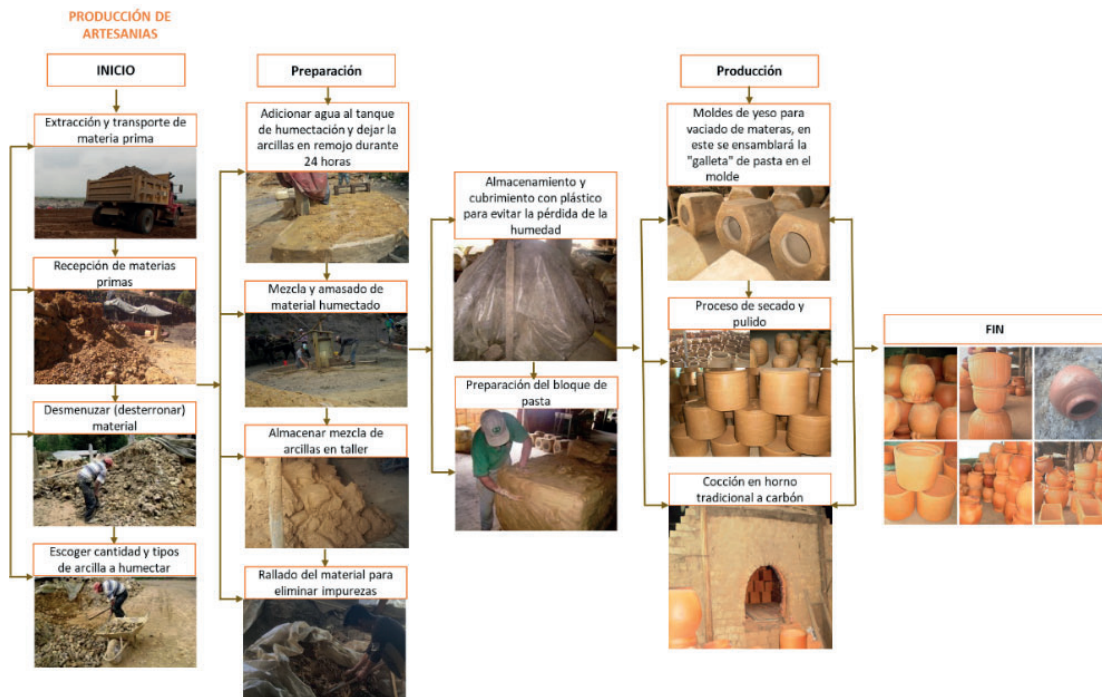 PRODUCCIÓN DE
ARTESANIAS
INICIO
Extracción y transporte de
materia prima
Recepción de materias
primas
Desmenuzar (desterronar)
material
Escoger cantidad y tipos
de arcilla a humectar
Preparación
Adicionar agua al tanque
de humectación y dejar la
arcillas en remojo durante
24 horas
Mezcla y amasado de
material humectado
Almacenar mezcla de
arcillas en taller
Rallado del material para
eliminar impurezas
Almacenamiento y
cubrimiento con plástico
para evitar la pérdida de la
humedad
Preparación del bloque de
pasta
Producción
Moldes de yeso para
vaciado de materas, en
este se ensamblará la
"galleta" de pasta en el
molde
Proceso de secado y
pulido
Cocción en horno
tradicional a carbón
FIN